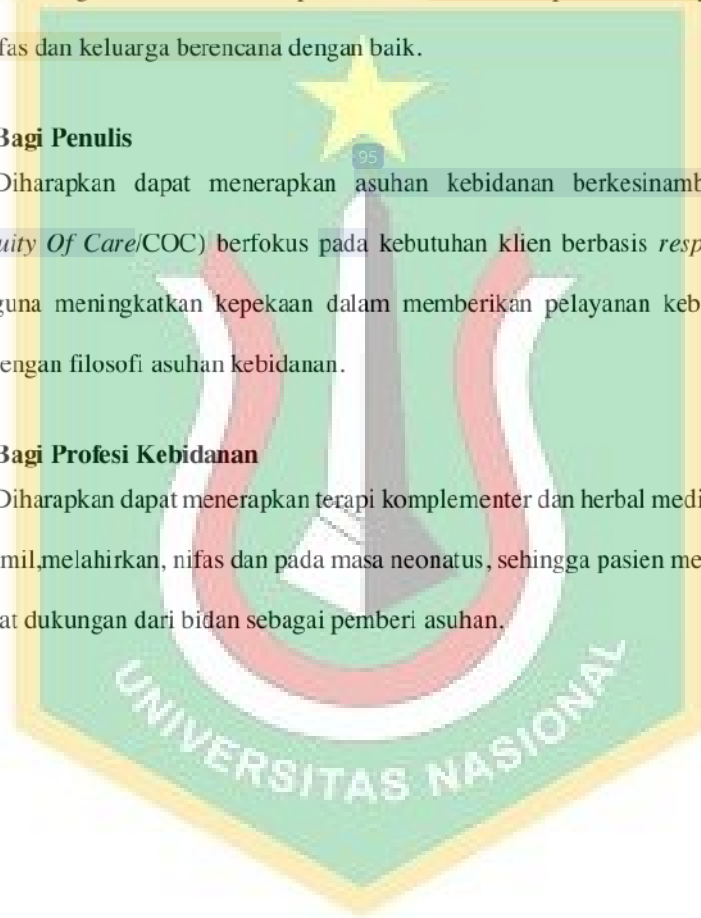 fas dan keluarga berencana dengan baik.
Bagi Penulis
95
Diharapkan dapat menerapkan asuhan kebidanan berkesinamb
uity Of Care/COC) berfokus pada kebutuhan klien berbasis resp
guna meningkatkan kepekaan dalam memberikan pelayanan keb
engan filosofi asuhan kebidanan.
Bagi Profesi Kebidanan
Diharapkan dapat menerapkan terapi komplementer dan herbal medi
mil,melahirkan, nifas dan pada masa neonatus, sehingga pasien me
at dukungan dari bidan sebagai pemberi asuhan.
UNIVERSITAS NASIONAL